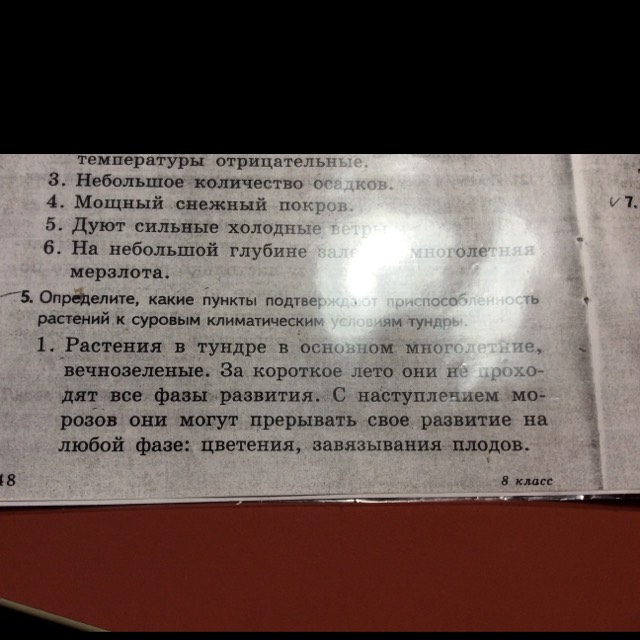 температуры отрицательные.
3. Небольшое количество осадков.
4. Мощный снежный покров.
✓7.
5. Дуют сильные холодные ветры
6. На небольшой глубине многолетняя
мерзлота.
5. Определите, какие пункты подтверждают приспособленность
растений к суровым климатическим условиям тундры.
1. Растения в тундре в основном многолетние,
вечнозеленые. За короткое лето они не прохо-
дят все фазы развития. С наступлением мо-
розов они могут прерывать свое развитие на
любой фазе: цветения, завязывания плодов.
48
8 класс